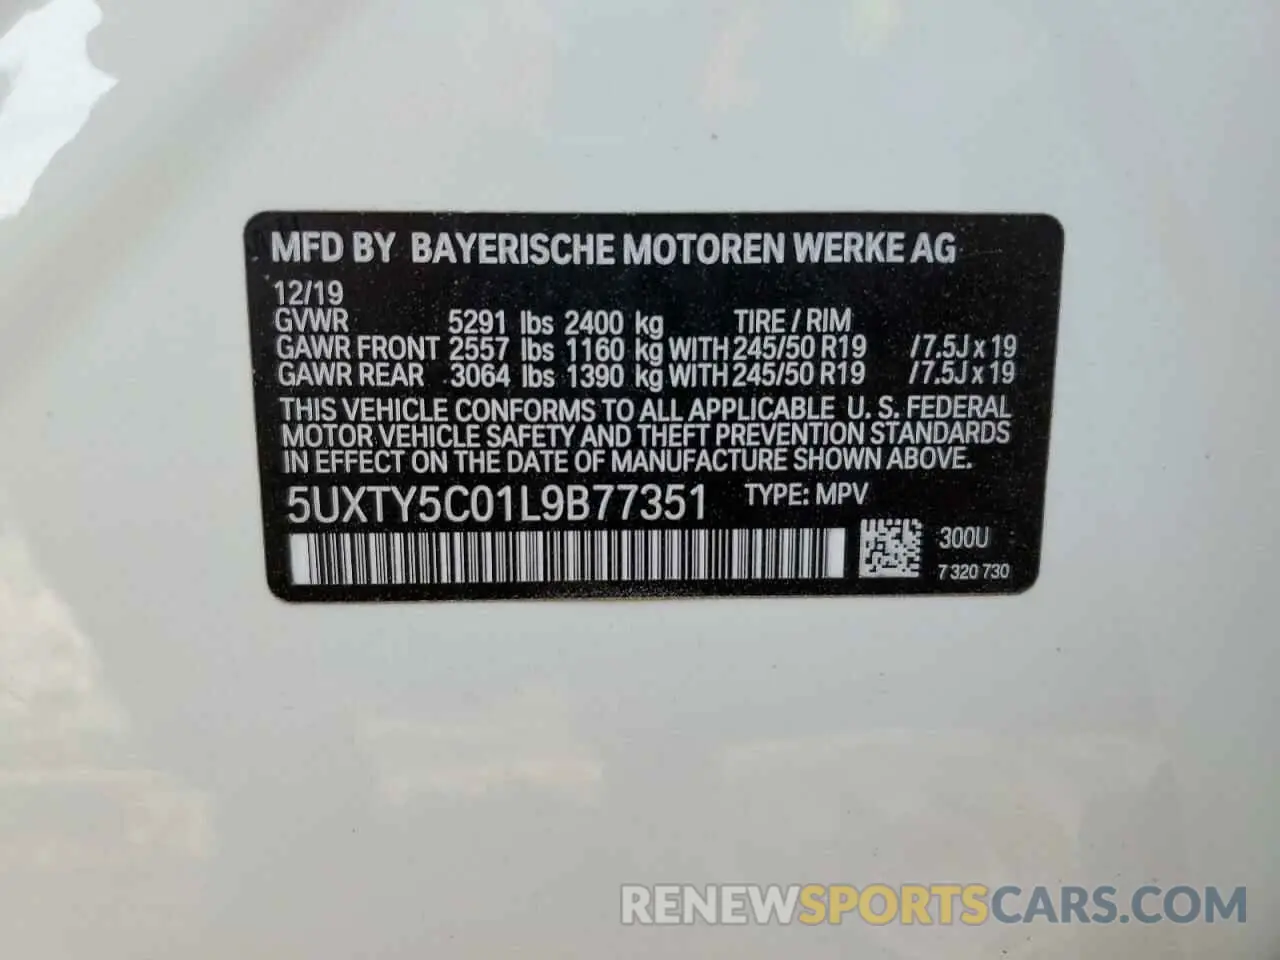 MFD BY BAYERISCHE MOTOREN WERKE AG
12/19
GVWR 5291 lbs 2400 kg TIRE / RIM
GAWR FRONT 2557 lbs 1160 kg WITH 245/50 R19 / 7.5J x 19
GAWR REAR 3064 lbs 1390 kg WITH 245/50 R19 / 7.5J x 19
THIS VEHICLE CONFORMS TO ALL APPLICABLE U. S. FEDERAL
MOTOR VEHICLE SAFETY AND THEFT PREVENTION STANDARDS
IN EFFECT ON THE DATE OF MANUFACTURE SHOWN ABOVE.
5UXTY5C01L9B77351 TYPE: MPV
300U
7 320 730
RENEWSPORTSCARS.COM